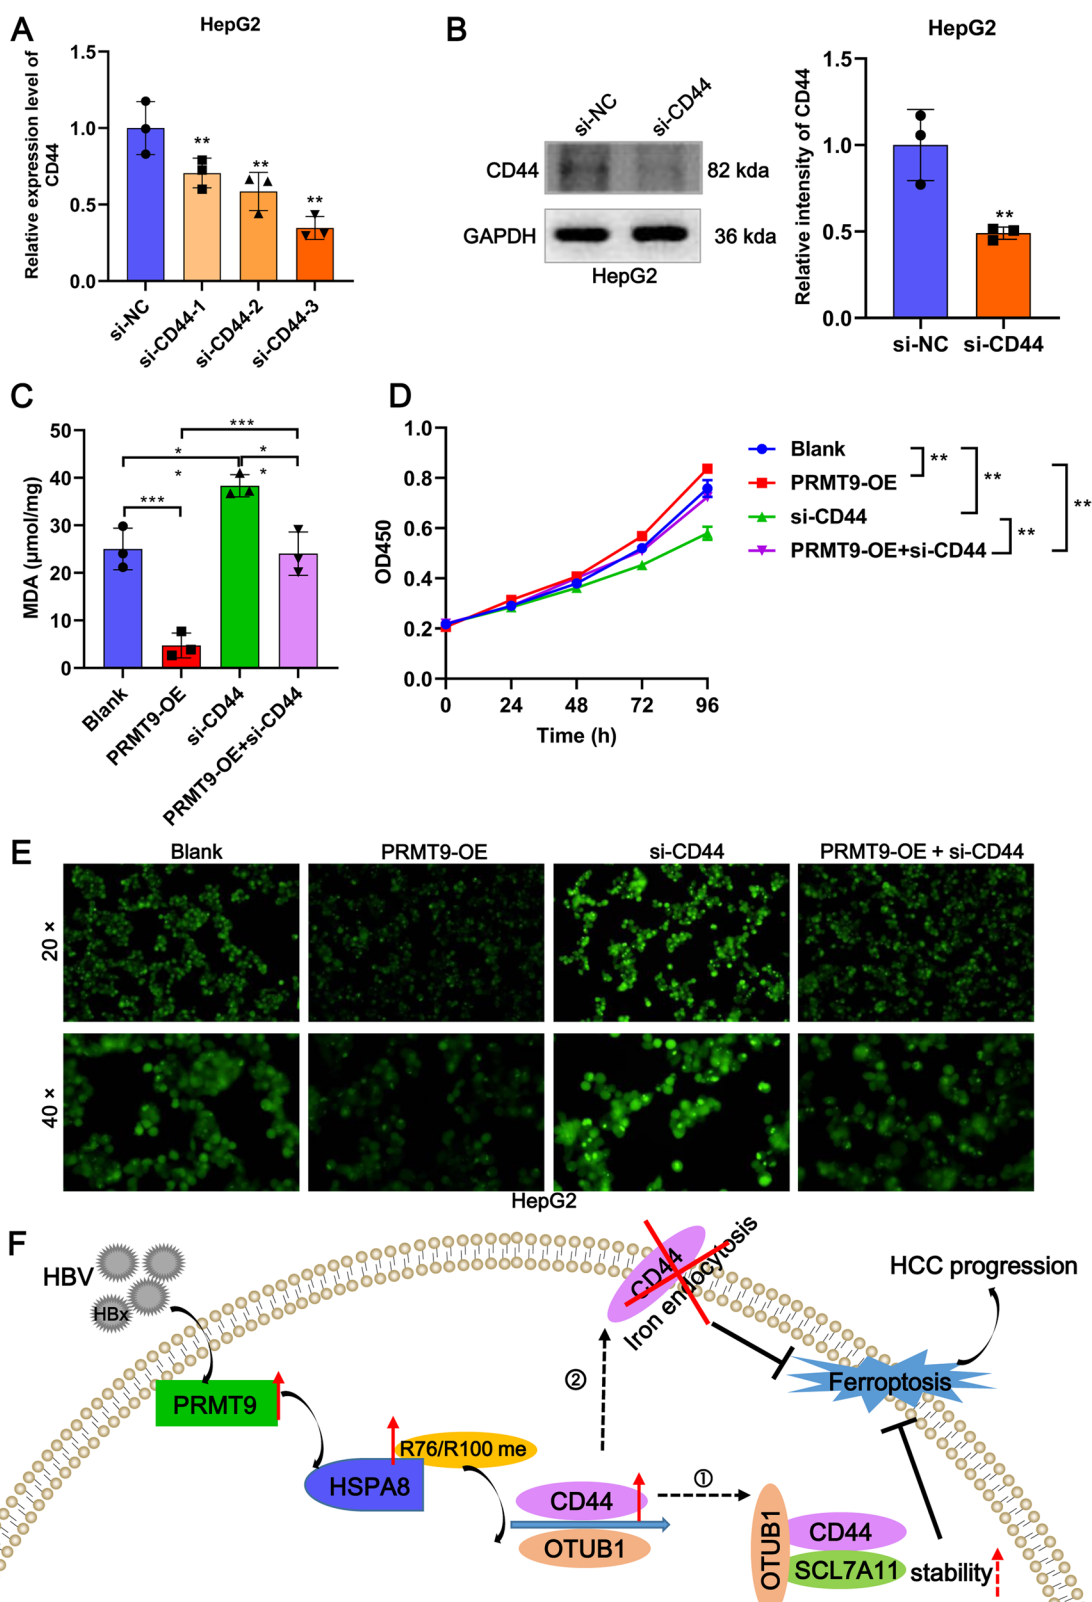 A
HepG2
Relative expression level of
CD44
1.5
1.0
0.5
0.0
**
**
**
si-NC
si-CD44-1
si-CD44-2
si-CD44-3
B
si-NC
si-CD44
CD44
82 kda
GAPDH
36 kda
HepG2
HepG2
Relative intensity of CD44
1.5
1.0
0.5
0.0
**
si-NC
si-CD44
C
MDA (μmol/mg)
50
40
30
20
10
0
***
*
*
***
*
*
Blank
PRMT9-OE
si-CD44
PRMT9-OE+si-CD44
D
OD450
1.0
0.8
0.6
0.4
0.2
0.0
0
24
48
72
96
Time (h)
Blank
PRMT9-OE
si-CD44
PRMT9-OE+si-CD44
**
**
**
**
E
Blank
PRMT9-OE
si-CD44
PRMT9-OE + si-CD44
20 ×
40 ×
HepG2
F
HBV
HBx
PRMT9
HSPA8
R76/R100 me
CD44
OTUB1
①
②
CD44
Iron endocytosis
HCC progression
Ferroptosis
OTUB1
CD44
SCL7A11
stability